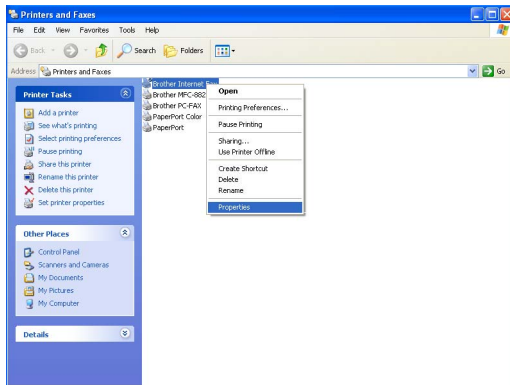 Printers and Faxes
File Edit View Favorites Tools Help
Back Search Folders
Address Printers and Faxes Go
Printer Tasks
Add a printer
See what's printing
Select printing preferences
Pause printing
Share this printer
Rename this printer
Delete this printer
Set printer properties
Other Places
Control Panel
Scanners and Cameras
My Documents
My Pictures
My Computer
Details
Brother Internet
Brother MFC-882
Brother PC-FAX
PaperPort Color
PaperPort
Open
Printing Preferences...
Pause Printing
Sharing...
Use Printer Offline
Create Shortcut
Delete
Rename
Properties